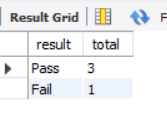 Result Grid F
result total
Pass 3
Fail 1